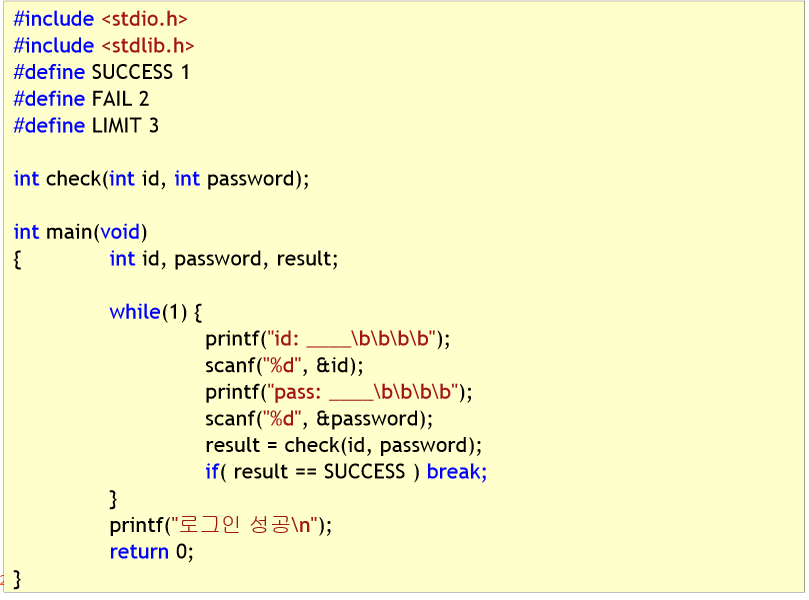 #include <stdio.h>
#include <stdlib.h>
#define SUCCESS 1
#define FAIL 2
#define LIMIT 3
int check(int id, int password);
int main(void)
{ int id, password, result;
while(1) {
printf("id: ____\b\b\b\b");
scanf("%d", &id);
printf("pass: ____\b\b\b\b");
scanf("%d", &password);
result = check(id, password);
if( result == SUCCESS ) break;
}
printf("로그인 성공\n");
return 0;
}